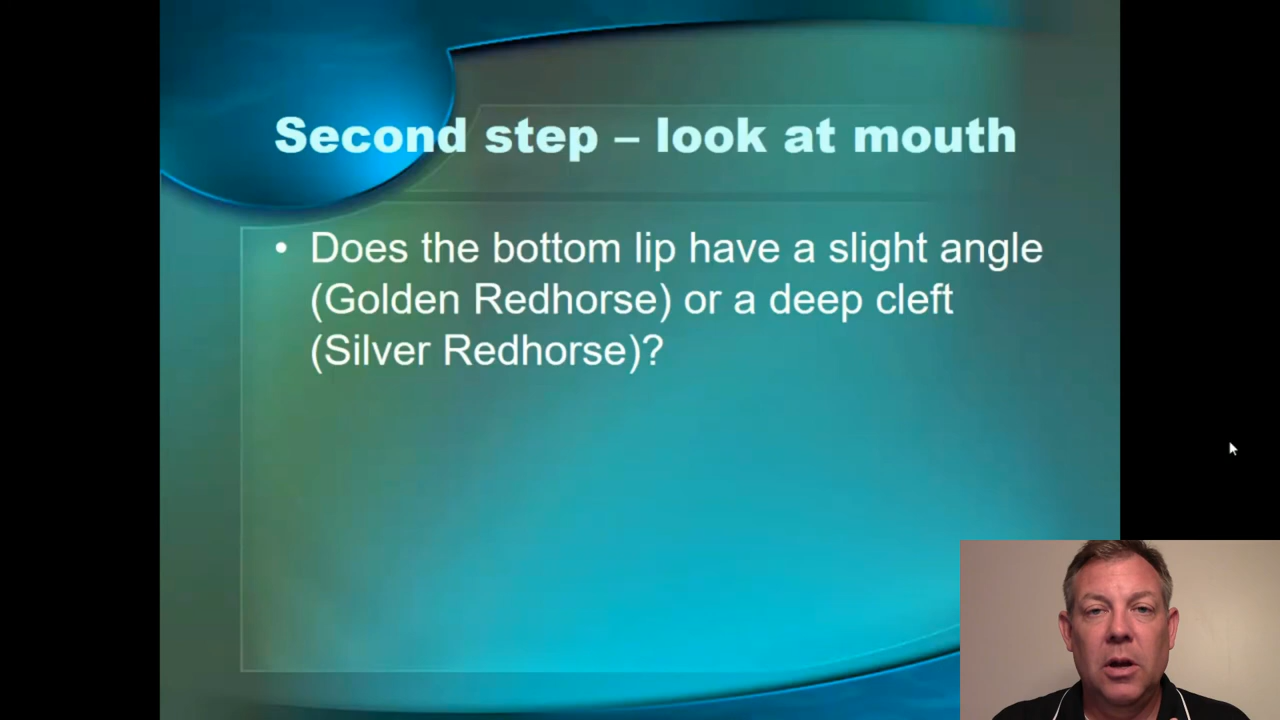 Second step – look at mouth
• Does the bottom lip have a slight angle
(Golden Redhorse) or a deep cleft
(Silver Redhorse)?